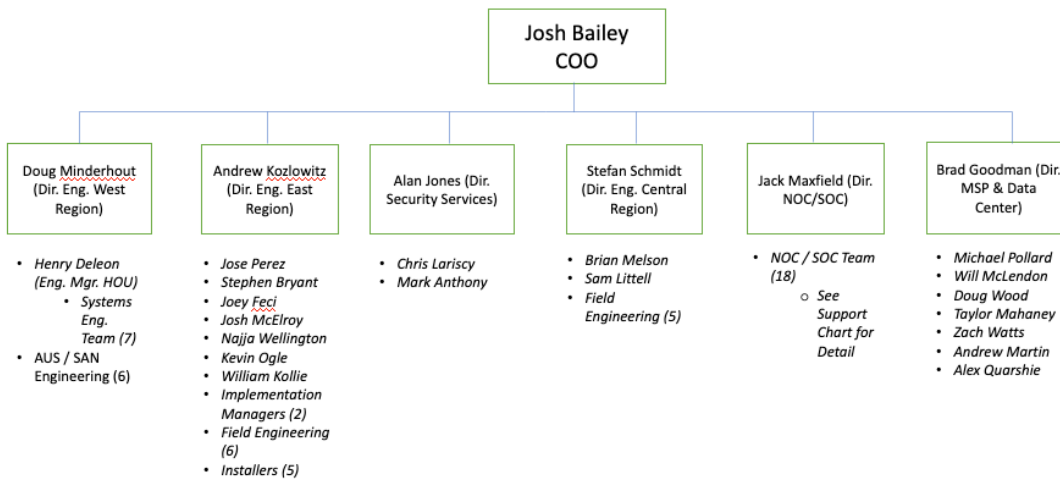 Josh Bailey
COO
Doug Minderhout
(Dir. Eng. West
Region)
Andrew Kozlowitz
(Dir. Eng. East
Region)
Alan Jones (Dir.
Security Services)
Stefan Schmidt
(Dir. Eng. Central
Region)
Jack Maxfield (Dir.
NOC/SOC)
Brad Goodman (Dir.
MSP & Data
Center)
• Henry Deleon
(Eng. Mgr. HOU)
• Systems
Eng.
Team (7)
• AUS / SAN
Engineering (6)
• Jose Perez
• Stephen Bryant
• Joey Feci
• Josh McElroy
• Najja Wellington
• Kevin Ogle
• William Kollie
• Implementation
Managers (2)
• Field Engineering
(6)
• Installers (5)
• Chris Lariscy
• Mark Anthony
• Brian Melson
• Sam Littell
• Field
Engineering (5)
• NOC / SOC Team
(18)
o See
Support
Chart for
Detail
• Michael Pollard
• Will McLendon
• Doug Wood
• Taylor Mahaney
• Zach Watts
• Andrew Martin
• Alex Quarshie